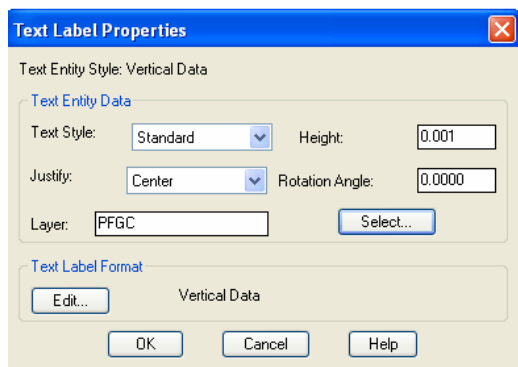 Text Label Properties
Text Entity Style: Vertical Data
Text Entity Data
Text Style: Standard Height: 0.001
Justify: Center Rotation Angle: 0.0000
Layer: PFGC Select...
Text Label Format
Edit... Vertical Data
OK Cancel Help